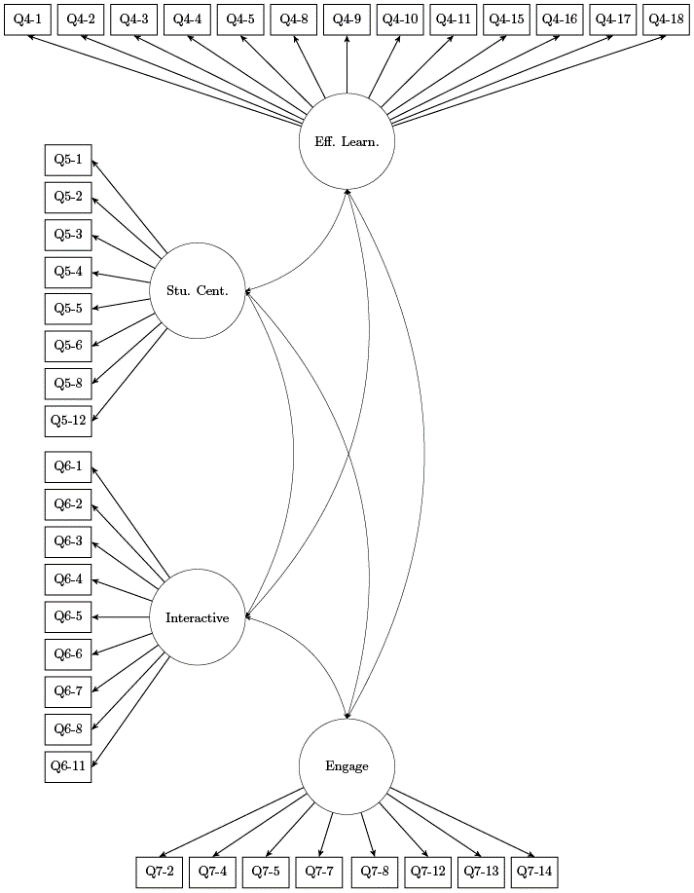 Q4-1 Q4-2 Q4-3 Q4-4 Q4-5 Q4-8 Q4-9 Q4-10 Q4-11 Q4-15 Q4-16 Q4-17 Q4-18
Eff. Learn.
Q5-1
Q5-2
Q5-3
Q5-4
Stu. Cent.
Q5-5
Q5-6
Q5-8
Q5-12
Q6-1
Q6-2
Q6-3
Q6-4
Q6-5
Interactive
Q6-6
Q6-7
Q6-8
Q6-11
Engage
Q7-2 Q7-4 Q7-5 Q7-7 Q7-8 Q7-12 Q7-13 Q7-14